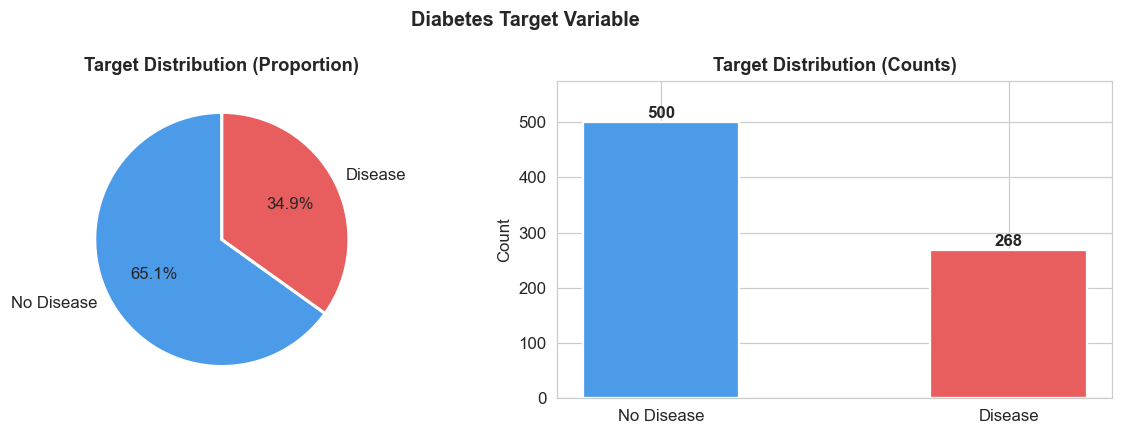 Diabetes Target Variable
Target Distribution (Proportion)
Disease
34.9%
65.1%
No Disease
Target Distribution (Counts)
Count
500
400
300
200
100
0
500
268
No Disease
Disease